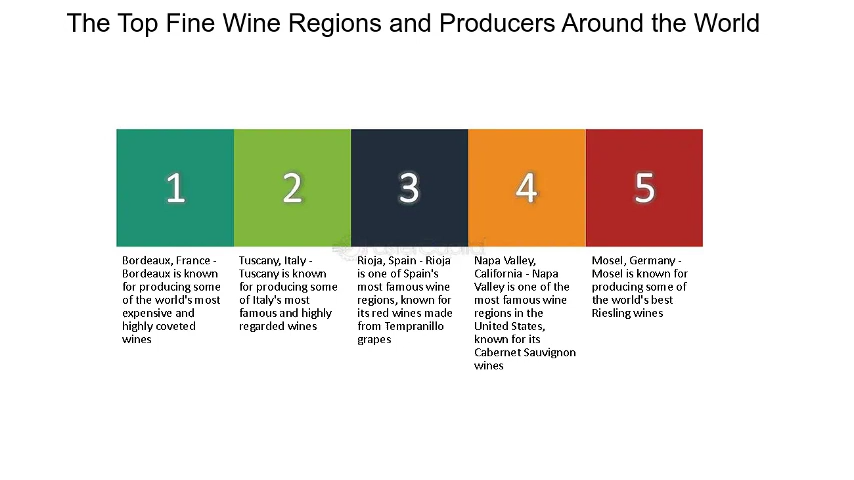 The Top Fine Wine Regions and Producers Around the World
1
2
3
4
5
Bordeaux, France -
Bordeaux is known
for producing some
of the world's most
expensive and
highly coveted
wines
Tuscany, Italy -
Tuscany is known
for producing some
of Italy's most
famous and highly
regarded wines
Rioja, Spain - Rioja
is one of Spain's
most famous wine
regions, known for
its red wines made
from Tempranillo
grapes
Napa Valley,
California - Napa
Valley is one of the
most famous wine
regions in the
United States,
known for its
Cabernet Sauvignon
wines
Mosel, Germany -
Mosel is known for
producing some of
the world's best
Riesling wines